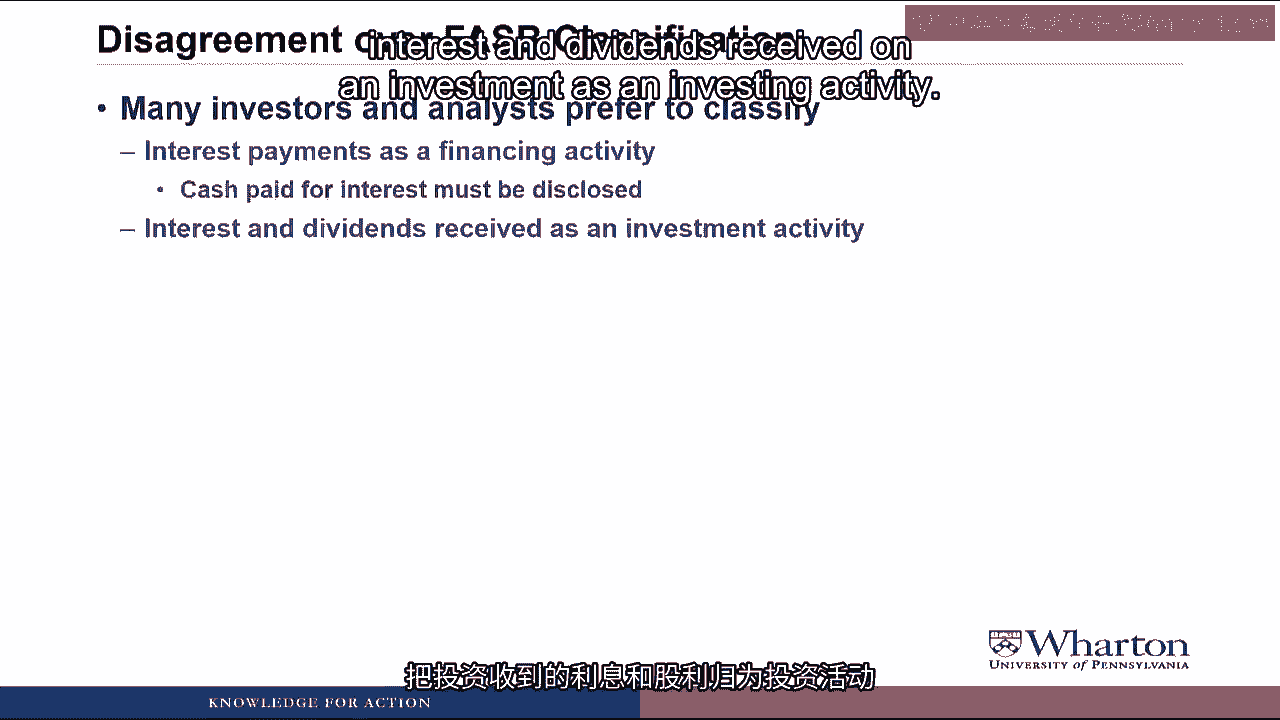 Disagreement over FASB Classification
interest and dividends received on
an investment as an investing activity.
• Many investors and analysts prefer to classify
– Interest payments as a financing activity
• Cash paid for interest must be disclosed
– Interest and dividends received as an investment activity
Wharton
UNIVERSITY of PENNSYLVANIA
把投资收到的利息和股利归为投资活动
KNOWLEDGE FOR ACTION